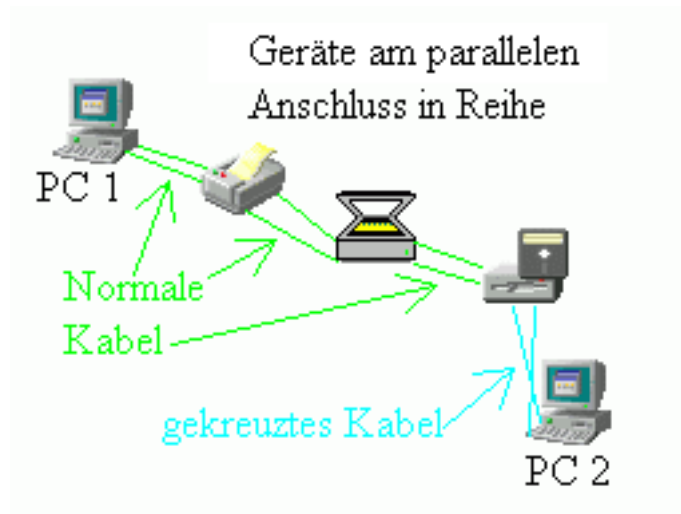 Geräte am parallelen
Anschluss in Reihe
PC 1
Normale
Kabel
gekreuztes Kabel
PC 2